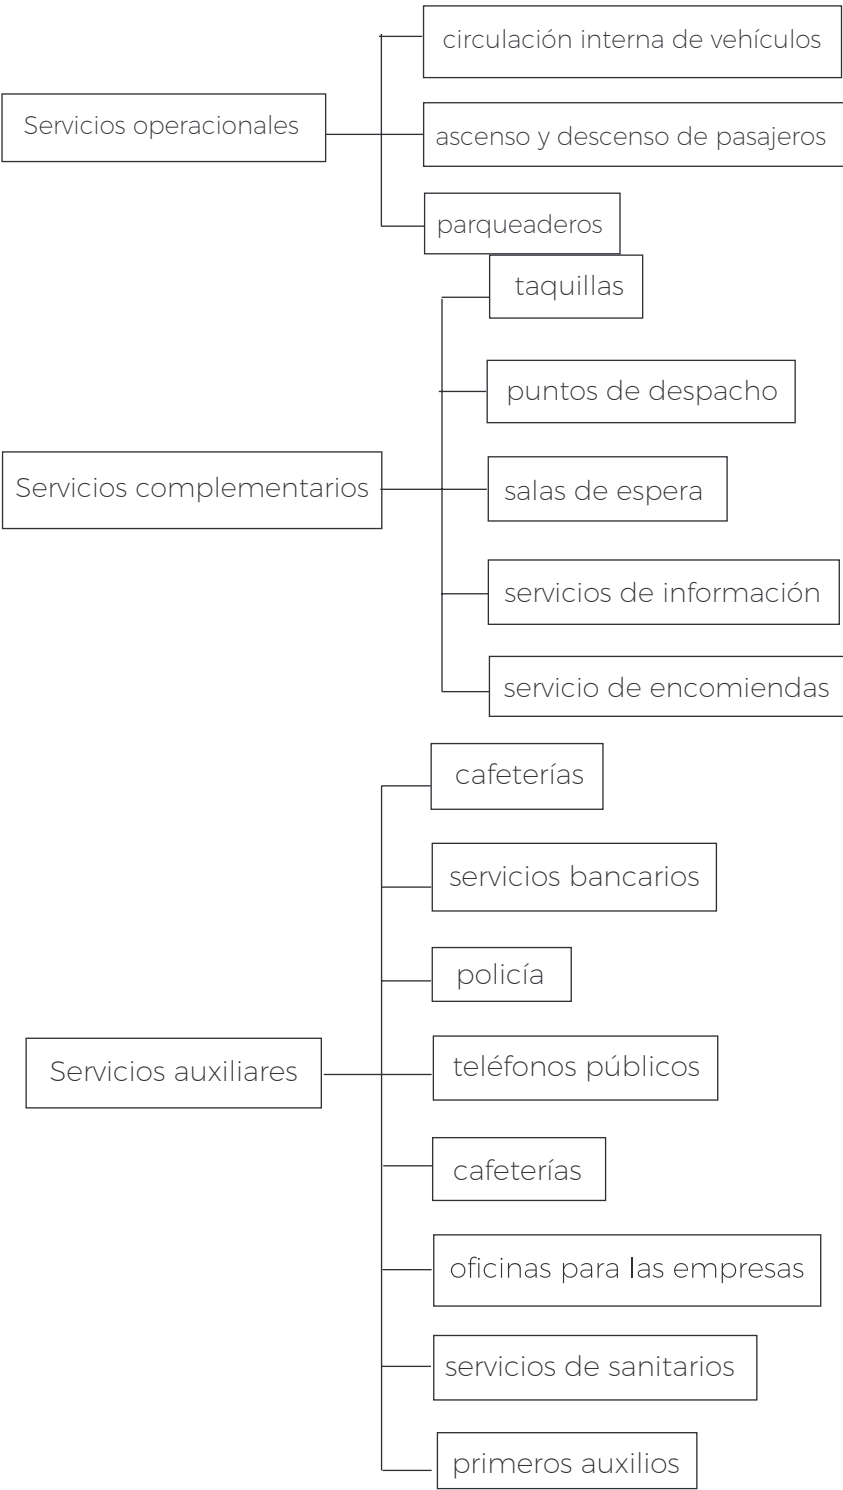 Servicios operacionales
circulación interna de vehículos
ascenso y descenso de pasajeros
parqueaderos
Servicios complementarios
taquillas
puntos de despacho
salas de espera
servicios de información
servicio de encomiendas
Servicios auxiliares
cafeterías
servicios bancarios
policía
teléfonos públicos
cafeterías
oficinas para las empresas
servicios de sanitarios
primeros auxilios